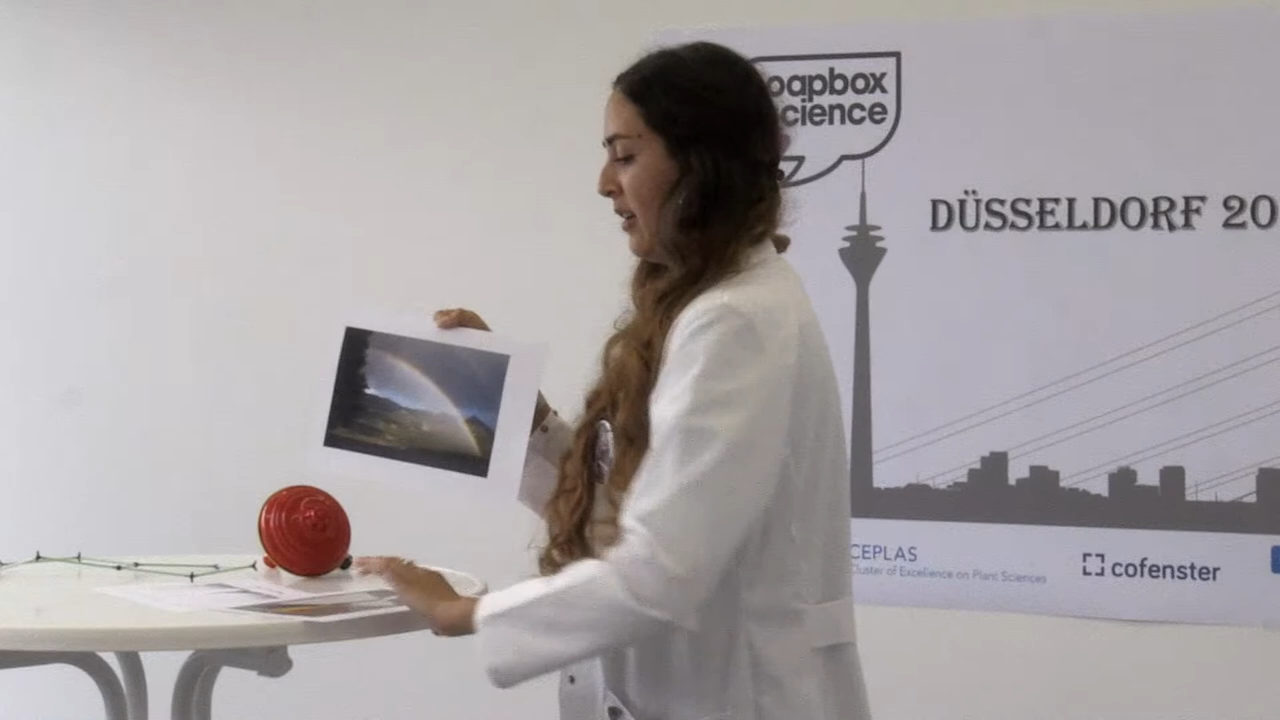 oapbox
cience
DÜSSELDORF 20
CEPLAS
Cluster of Excellence on Plant Sciences
cofenster